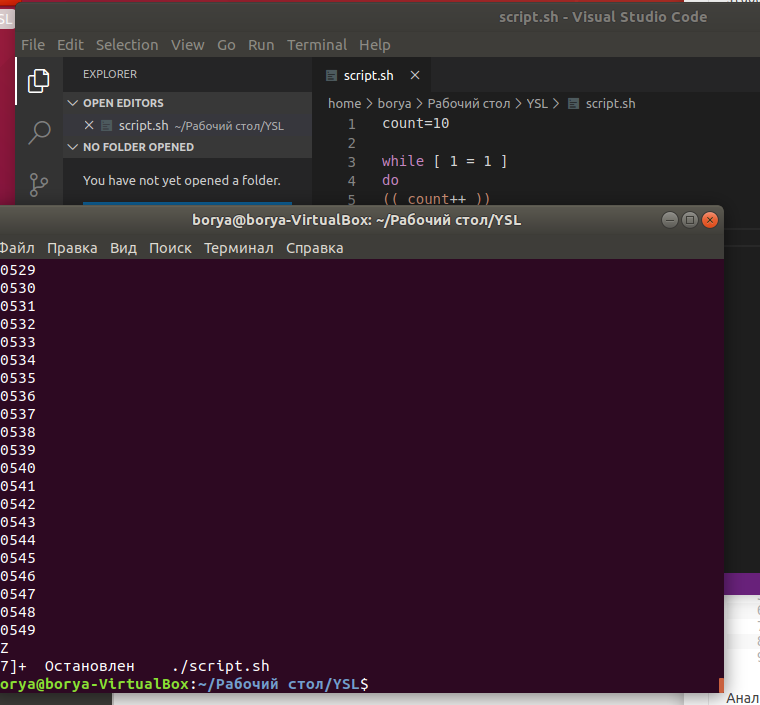 SL
script.sh - Visual Studio Code
File Edit Selection View Go Run Terminal Help
EXPLORER
script.sh
OPEN EDITORS
home > borya > Рабочий стол > YSL > script.sh
script.sh ~/Рабочий стол/YSL
1 count=10
NO FOLDER OPENED
2
3 while [ 1 = 1 ]
You have not yet opened a folder.
4 do
5 (( count++ ))
borya@borya-VirtualBox: ~/Рабочий стол/YSL
Файл Правка Вид Поиск Терминал Справка
0529
0530
0531
0532
0533
0534
0535
0536
0537
0538
0539
0540
0541
0542
0543
0544
0545
0546
0547
0548
0549
Z
7]+ Остановлен ./script.sh
orya@borya-VirtualBox:~/Рабочий стол/YSL$
Анал